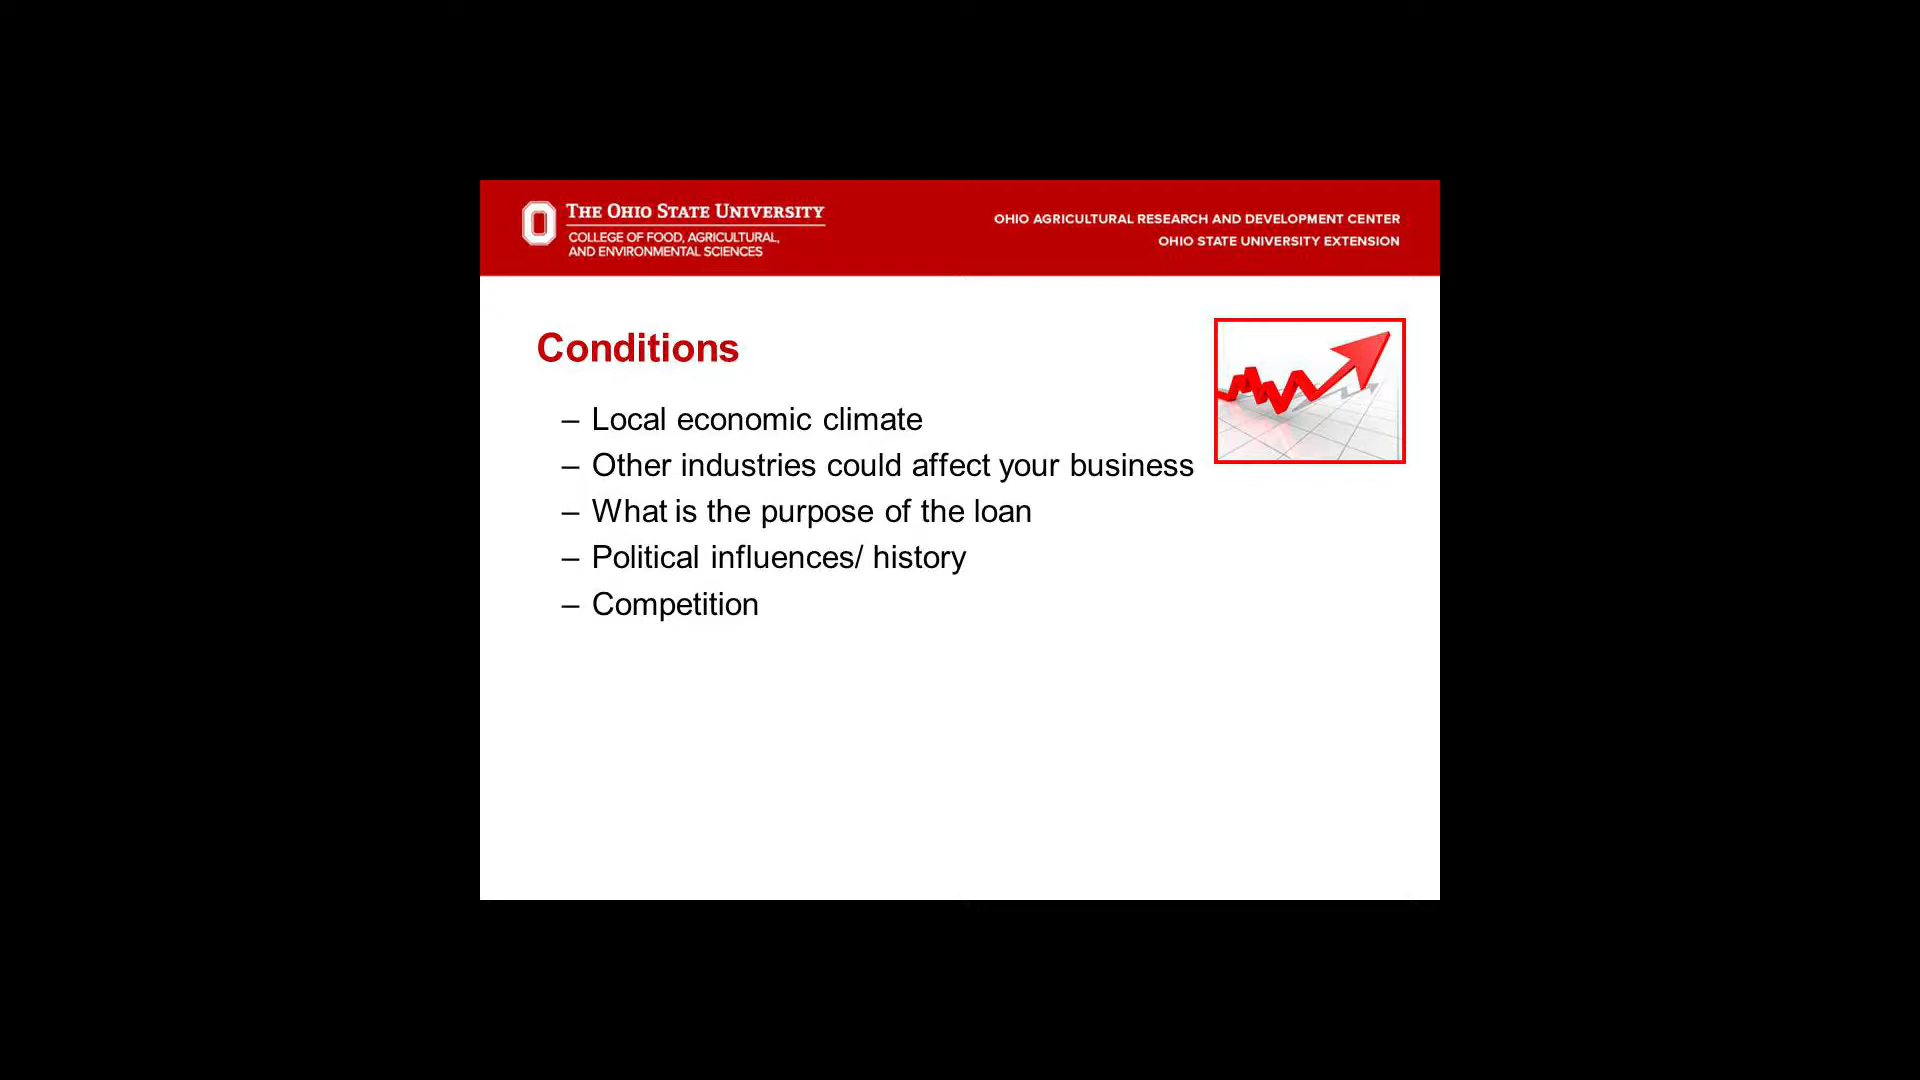 THE OHIO STATE UNIVERSITY
COLLEGE OF FOOD, AGRICULTURAL,
AND ENVIRONMENTAL SCIENCES
OHIO AGRICULTURAL RESEARCH AND DEVELOPMENT CENTER
OHIO STATE UNIVERSITY EXTENSION
Conditions
– Local economic climate
– Other industries could affect your business
– What is the purpose of the loan
– Political influences/ history
– Competition